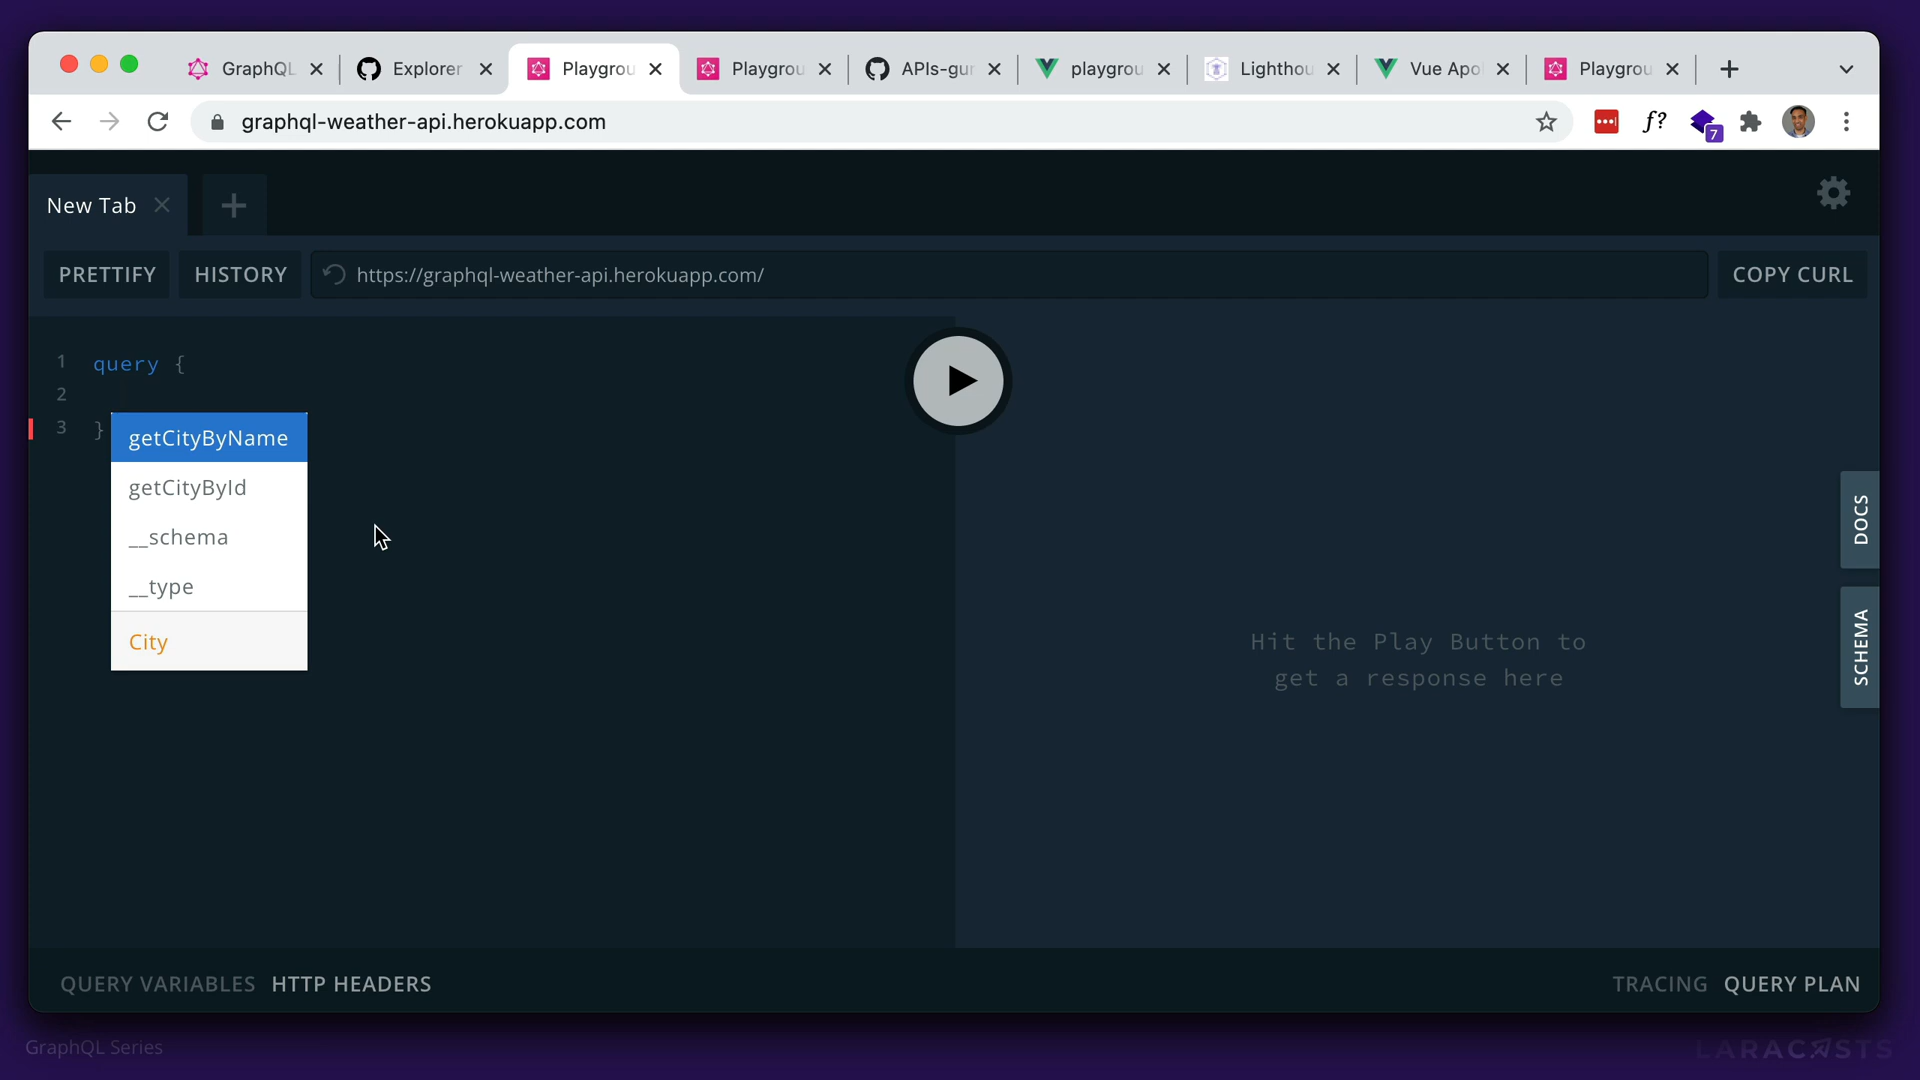 GraphQL
Explorer
Playgrou
Playgrou
APIs-gur
playgrou
Lighthou
Vue Apo
Playgrou
graphql-weather-api.herokuapp.com
f?
7
New Tab
PRETTIFY
HISTORY
https://graphql-weather-api.herokuapp.com/
COPY CURL
1 query {
2
3 }
getCityByName
getCityById
__schema
__type
City
Hit the Play Button to
get a response here
DOCS
SCHEMA
QUERY VARIABLES
HTTP HEADERS
TRACING
QUERY PLAN
GraphQL Series
LARACASTS